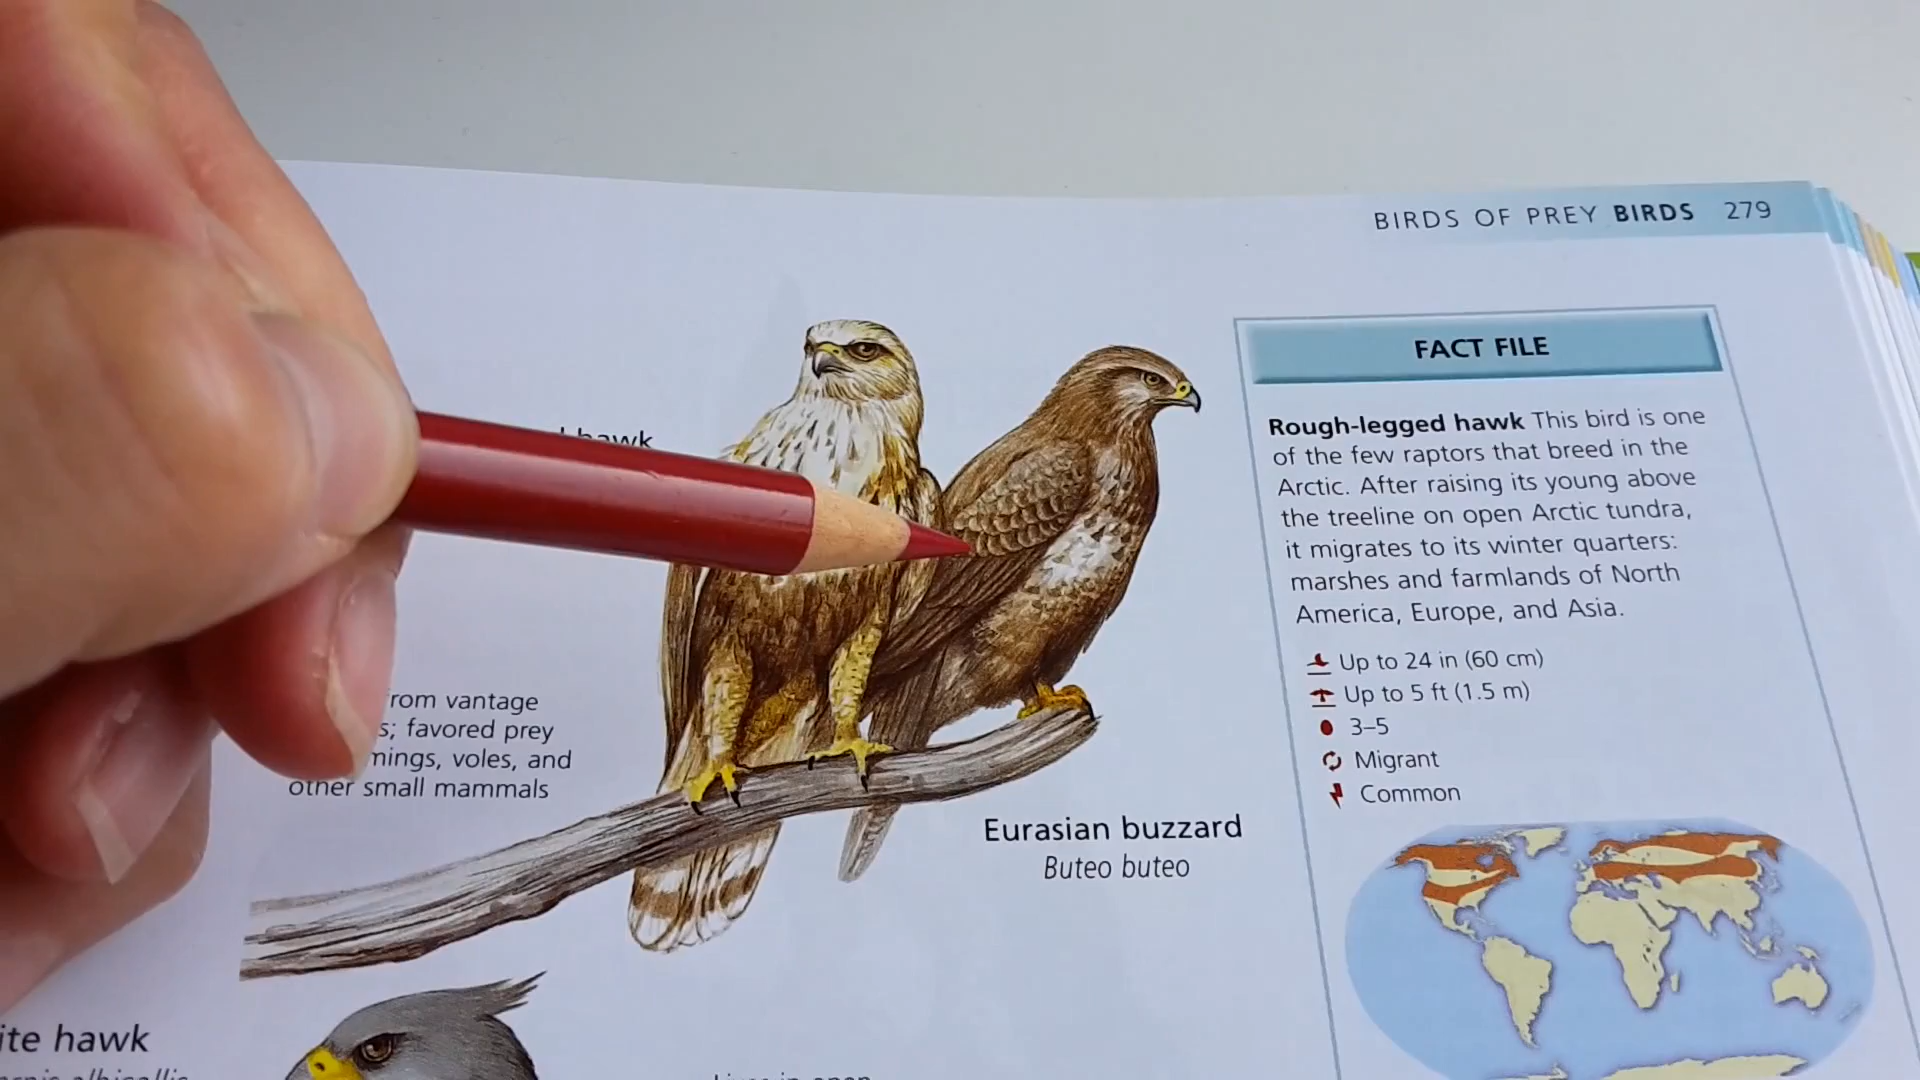 BIRDS OF PREY BIRDS 279
hawk
rom vantage
s; favored prey
mings, voles, and
other small mammals
Eurasian buzzard
Buteo buteo
FACT FILE
Rough-legged hawk This bird is one
of the few raptors that breed in the
Arctic. After raising its young above
the treeline on open Arctic tundra,
it migrates to its winter quarters:
marshes and farmlands of North
America, Europe, and Asia.
Up to 24 in (60 cm)
Up to 5 ft (1.5 m)
3–5
Migrant
Common
ite hawk